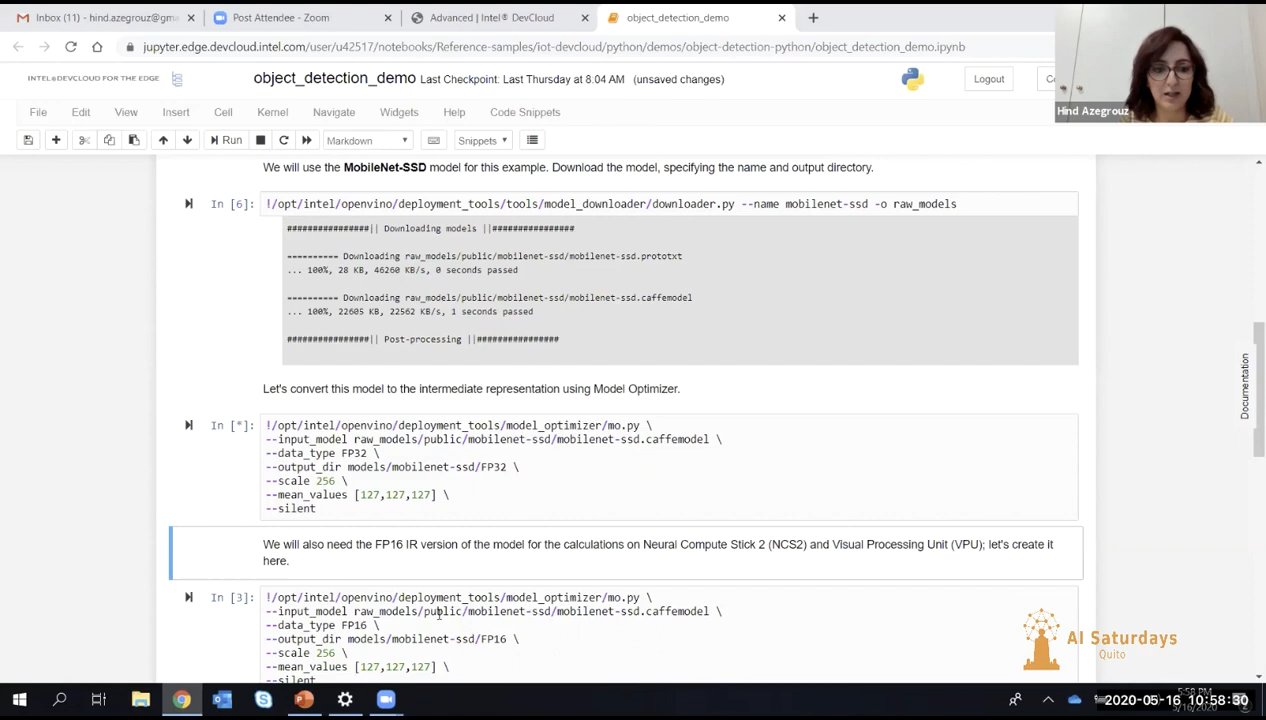 Inbox (11) - hind.azegrouz@gm
Post Attendee - Zoom
Advanced | Intel® DevCloud
object_detection_demo
jupyter.edge.devcloud.intel.com/user/u42517/notebooks/Reference-samples/iot-devcloud/python/demos/object-detection-python/object_detection_demo.ipynb
INTEL® DEVCLOUD FOR THE EDGE
object_detection_demo Last Checkpoint: Last Thursday at 8.04 AM (unsaved changes)
Logout
Hind Azegrouz
File Edit View Insert Cell Kernel Navigate Widgets Help Code Snippets
Run Markdown Snippets
We will use the MobileNet-SSD model for this example. Download the model, specifying the name and output directory.
In [6]: !/opt/intel/openvino/deployment_tools/tools/model_downloader/downloader.py --name mobilenet-ssd -o raw_models
################|| Downloading models ||################
========== Downloading raw_models/public/mobilenet-ssd/mobilenet-ssd.prototxt
... 100%, 28 KB, 46260 KB/s, 0 seconds passed
========== Downloading raw_models/public/mobilenet-ssd/mobilenet-ssd.caffemodel
... 100%, 22605 KB, 22562 KB/s, 1 seconds passed
################|| Post-processing ||################
Let's convert this model to the intermediate representation using Model Optimizer.
In [*]: !/opt/intel/openvino/deployment_tools/model_optimizer/mo.py \
--input_model raw_models/public/mobilenet-ssd/mobilenet-ssd.caffemodel \
--data_type FP32 \
--output_dir models/mobilenet-ssd/FP32 \
--scale 256 \
--mean_values [127,127,127] \
--silent
We will also need the FP16 IR version of the model for the calculations on Neural Compute Stick 2 (NCS2) and Visual Processing Unit (VPU); let's create it
here.
In [3]: !/opt/intel/openvino/deployment_tools/model_optimizer/mo.py \
--input_model raw_models/public/mobilenet-ssd/mobilenet-ssd.caffemodel \
--data_type FP16 \
--output_dir models/mobilenet-ssd/FP16 \
--scale 256 \
--mean_values [127,127,127] \
--silent
Documentation
AI Saturdays
Quito
5:58 PM
2020-05-16 10:58:30